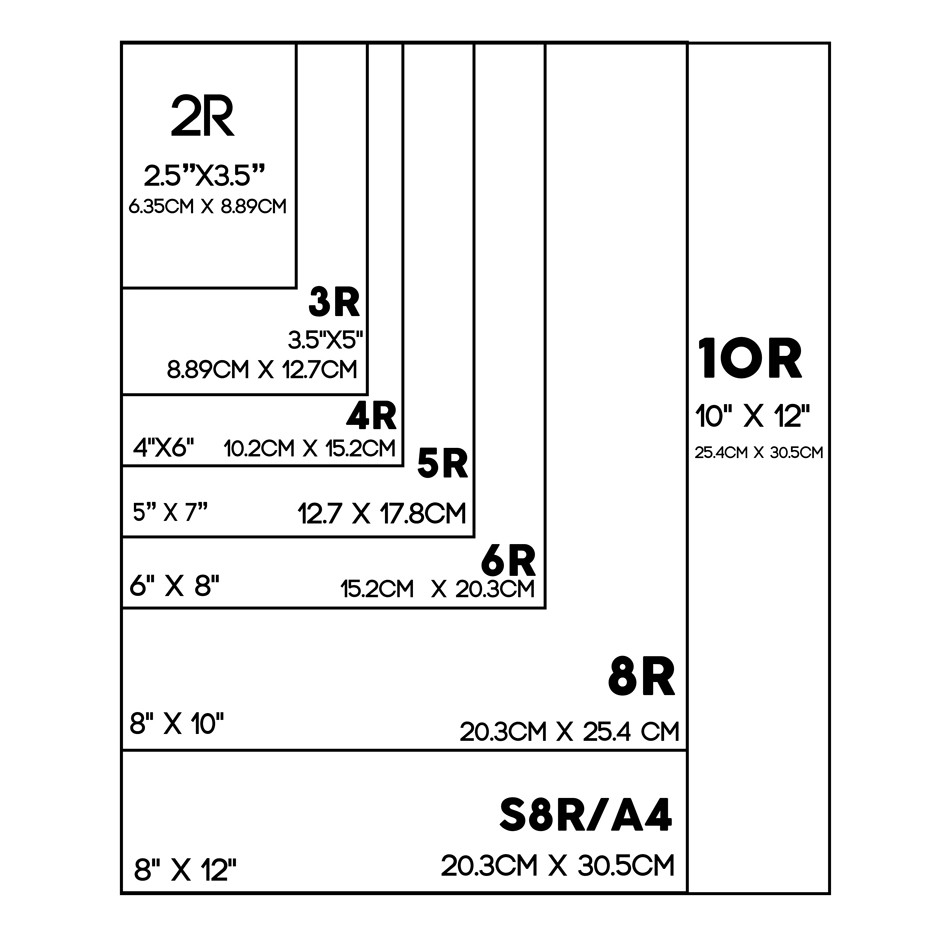 2R
2.5”X3.5”
6.35CM X 8.89CM
3R
3.5"X5"
8.89CM X 12.7CM
4R
4"X6" 10.2CM X 15.2CM
5R
5” X 7” 12.7 X 17.8CM
6R
6" X 8" 15.2CM X 20.3CM
8R
8" X 10" 20.3CM X 25.4 CM
S8R/A4
8" X 12" 20.3CM X 30.5CM
10R
10" X 12"
25.4CM X 30.5CM